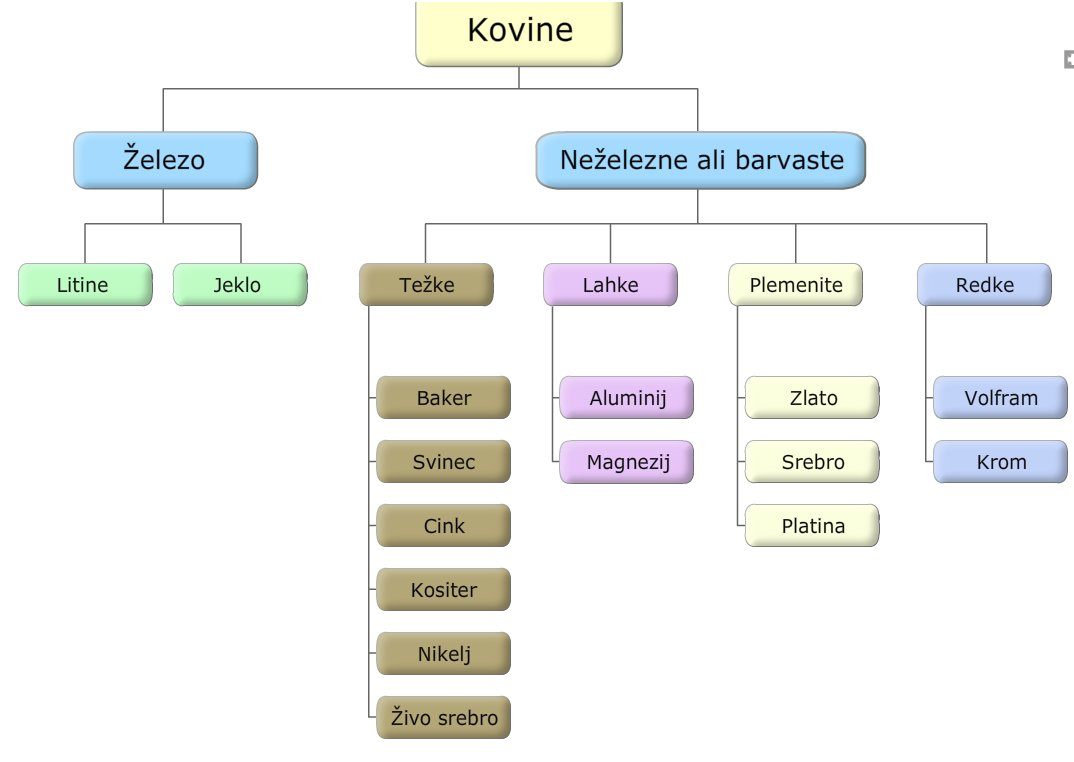 Kovine
Železo
Neželezne ali barvaste
Litine
Jeklo
Težke
Lahke
Plemenite
Redke
Baker
Aluminij
Zlato
Volfram
Svinec
Magnezij
Srebro
Krom
Cink
Platina
Kositer
Nikelj
Živo srebro